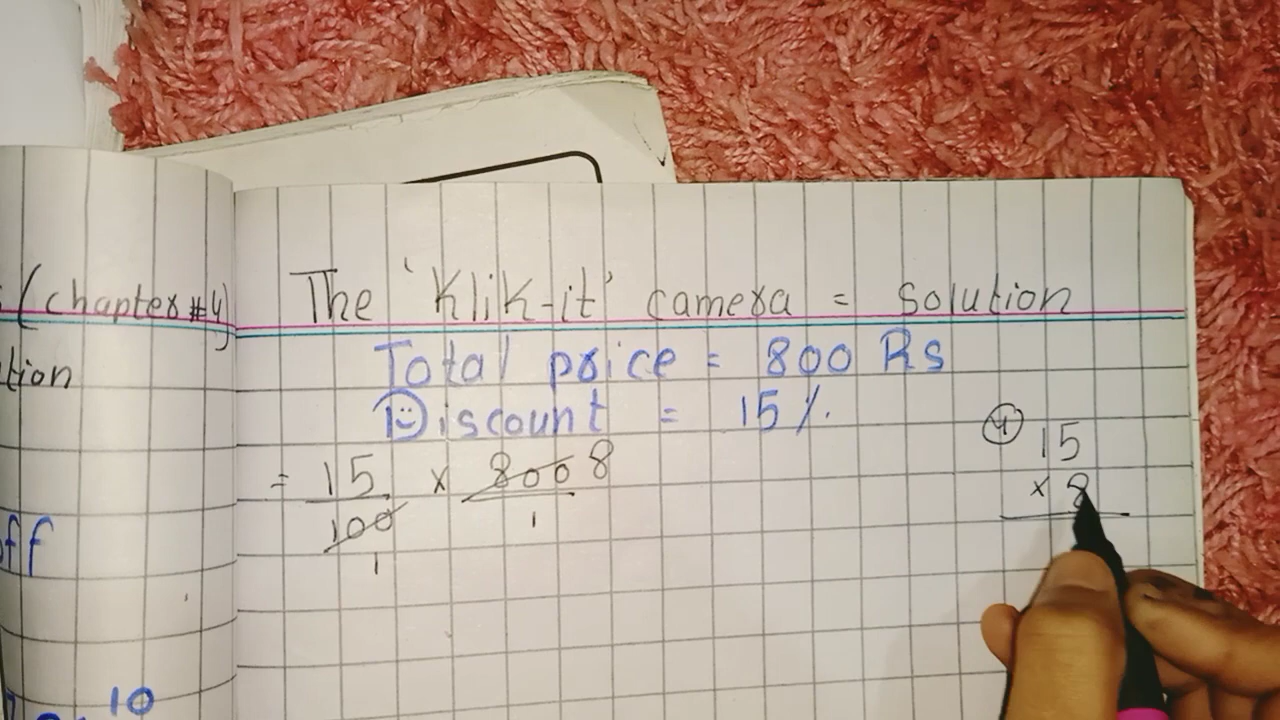 (chapter #4)
tion
ff
10
The 'Klik-it' camera = solution
Total price = 800 Rs
Discount = 15%
= 15/100 × 800/1 8
1
4
15
× 8